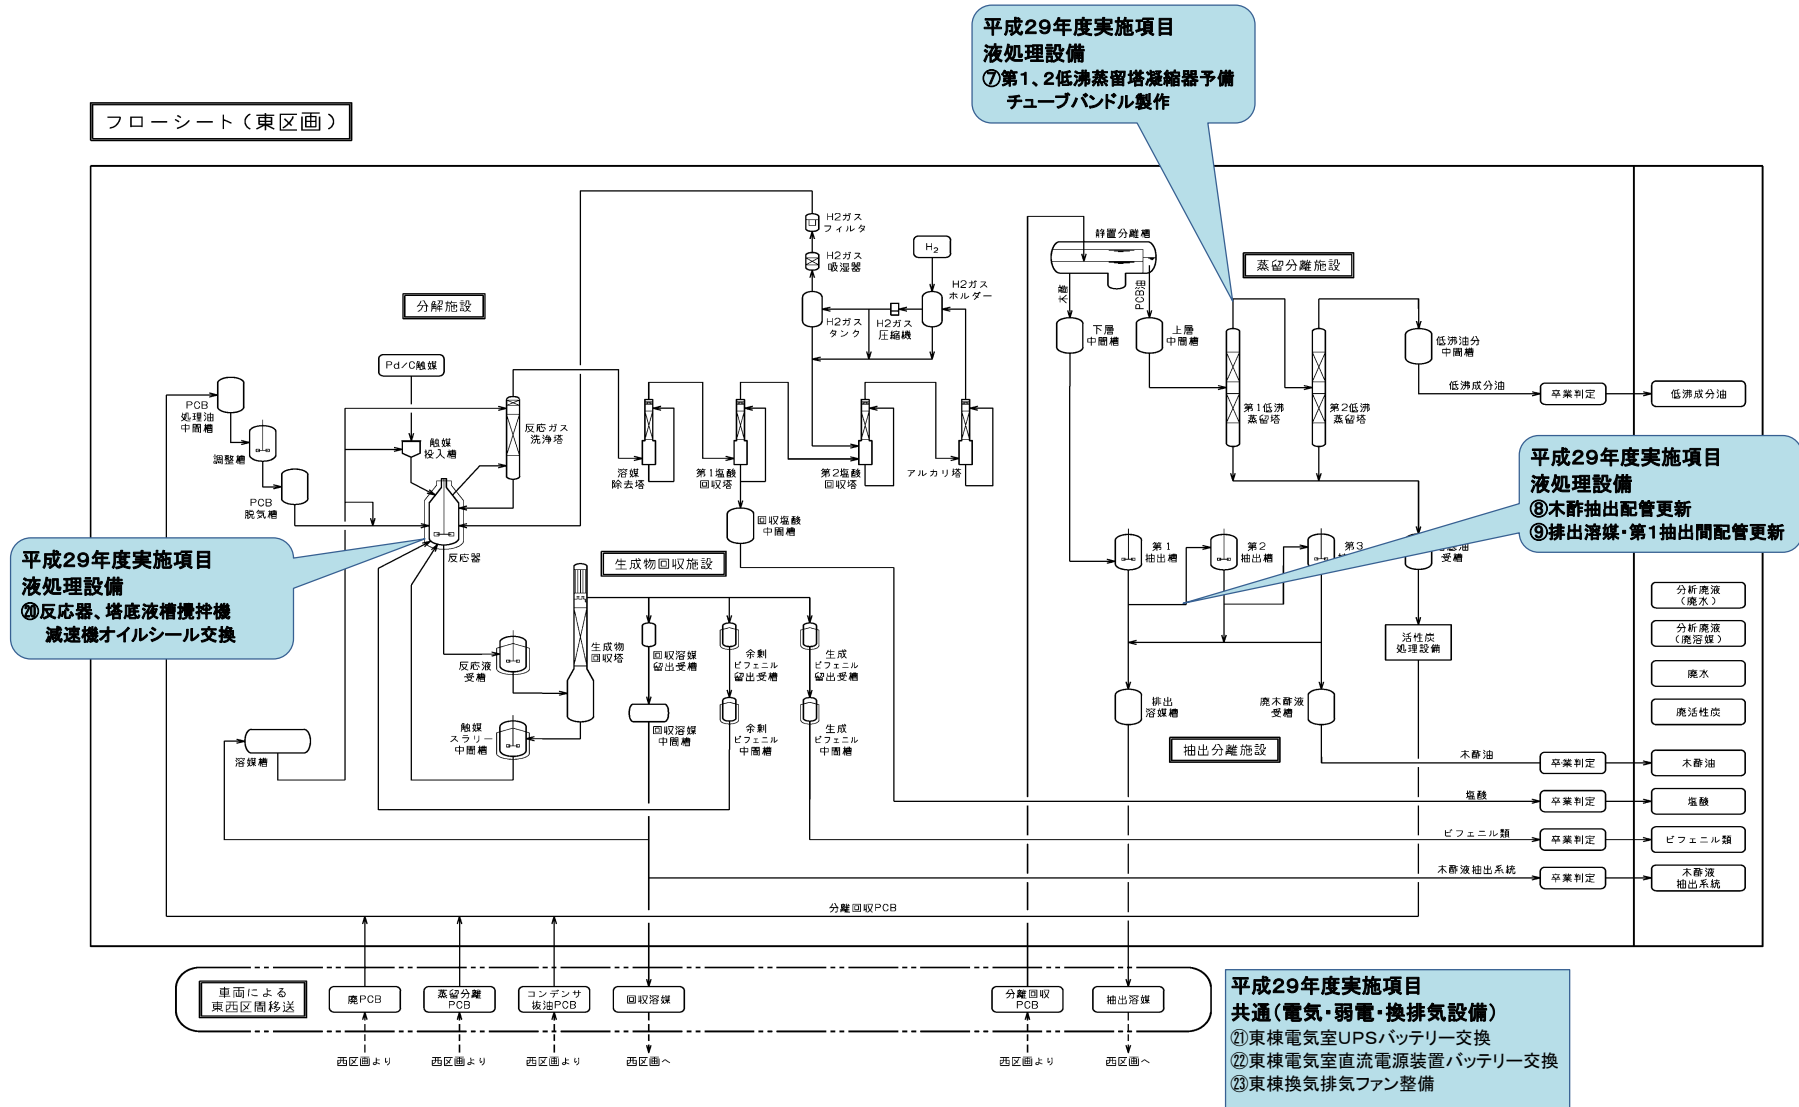 平成29年度実施項目
液処理設備
⑦第1、2低沸蒸留塔凝縮器予備
チューブバンドル製作
フローシート(東区画)
H2ガス
フィルタ
H2
H2ガス
吸湿器
静置分離槽
蒸留分離施設
分解施設
H2ガス
ホルダー
H2ガス
タンク
H2ガス
圧縮機
木酢
PCB油
下層
中間槽
上層
中間槽
低沸油分
中間槽
Pd/C触媒
PCB
処理油
中間槽
低沸成分油
卒業判定
低沸成分油
第1低沸
蒸留塔
第2低沸
蒸留塔
反応ガス
洗浄塔
触媒
投入槽
調整槽
溶媒
除去塔
第1塩酸
回収塔
第2塩酸
回収塔
アルカリ塔
PCB
脱気槽
回収塩酸
中間槽
平成29年度実施項目
液処理設備
⑧木酢抽出配管更新
⑨排出溶媒・第1抽出間配管更新
第1
抽出槽
第2
抽出槽
第3
受槽
平成29年度実施項目
液処理設備
⑳反応器、塔底液槽攪拌機
減速機オイルシール交換
反応器
生成物回収施設
分析廃液
(廃水)
分析廃液
(廃溶媒)
活性炭
処理設備
生成物
回収塔
回収溶媒
留出受槽
余剰
ビフェニル
留出受槽
生成
ビフェニル
留出受槽
反応液
受槽
廃水
廃活性炭
排出
溶媒槽
廃木酢液
受槽
触媒
スラリー
中間槽
回収溶媒
中間槽
余剰
ビフェニル
中間槽
生成
ビフェニル
中間槽
抽出分離施設
溶媒槽
木酢油
卒業判定
木酢油
塩酸
卒業判定
塩酸
ビフェニル類
卒業判定
ビフェニル類
木酢液抽出系統
卒業判定
木酢液
抽出系統
分離回収PCB
車両による
東西区間移送
廃PCB
蒸留分離
PCB
コンデンサ
抜油PCB
回収溶媒
分離回収
PCB
抽出溶媒
西区画より
西区画より
西区画より
西区画へ
西区画より
西区画へ
平成29年度実施項目
共通(電気・弱電・換排気設備)
㉑東棟電気室UPSバッテリー交換
㉒東棟電気室直流電源装置バッテリー交換
㉓東棟換気排気ファン整備